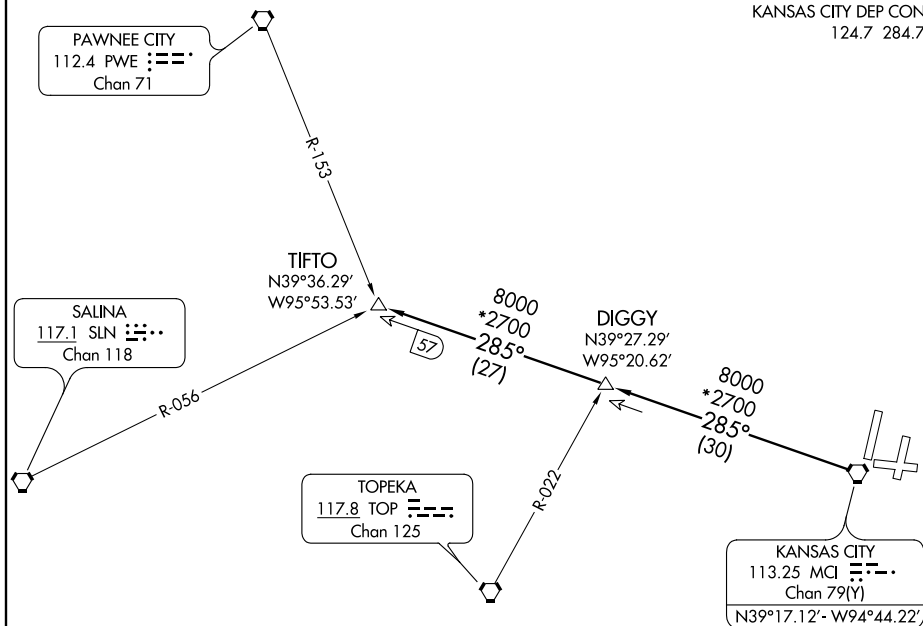 KANSAS CITY DEP CON
124.7 284.7
PAWNEE CITY
112.4 PWE
Chan 71
R-153
TIFTO
N39°36.29'
W95°53.53'
8000
*2700
285°
(27)
57
DIGGY
N39°27.29'
W95°20.62'
8000
*2700
285°
(30)
SALINA
117.1 SLN
Chan 118
R-056
TOPEKA
117.8 TOP
Chan 125
R-022
KANSAS CITY
113.25 MCI
Chan 79(Y)
N39°17.12'- W94°44.22'